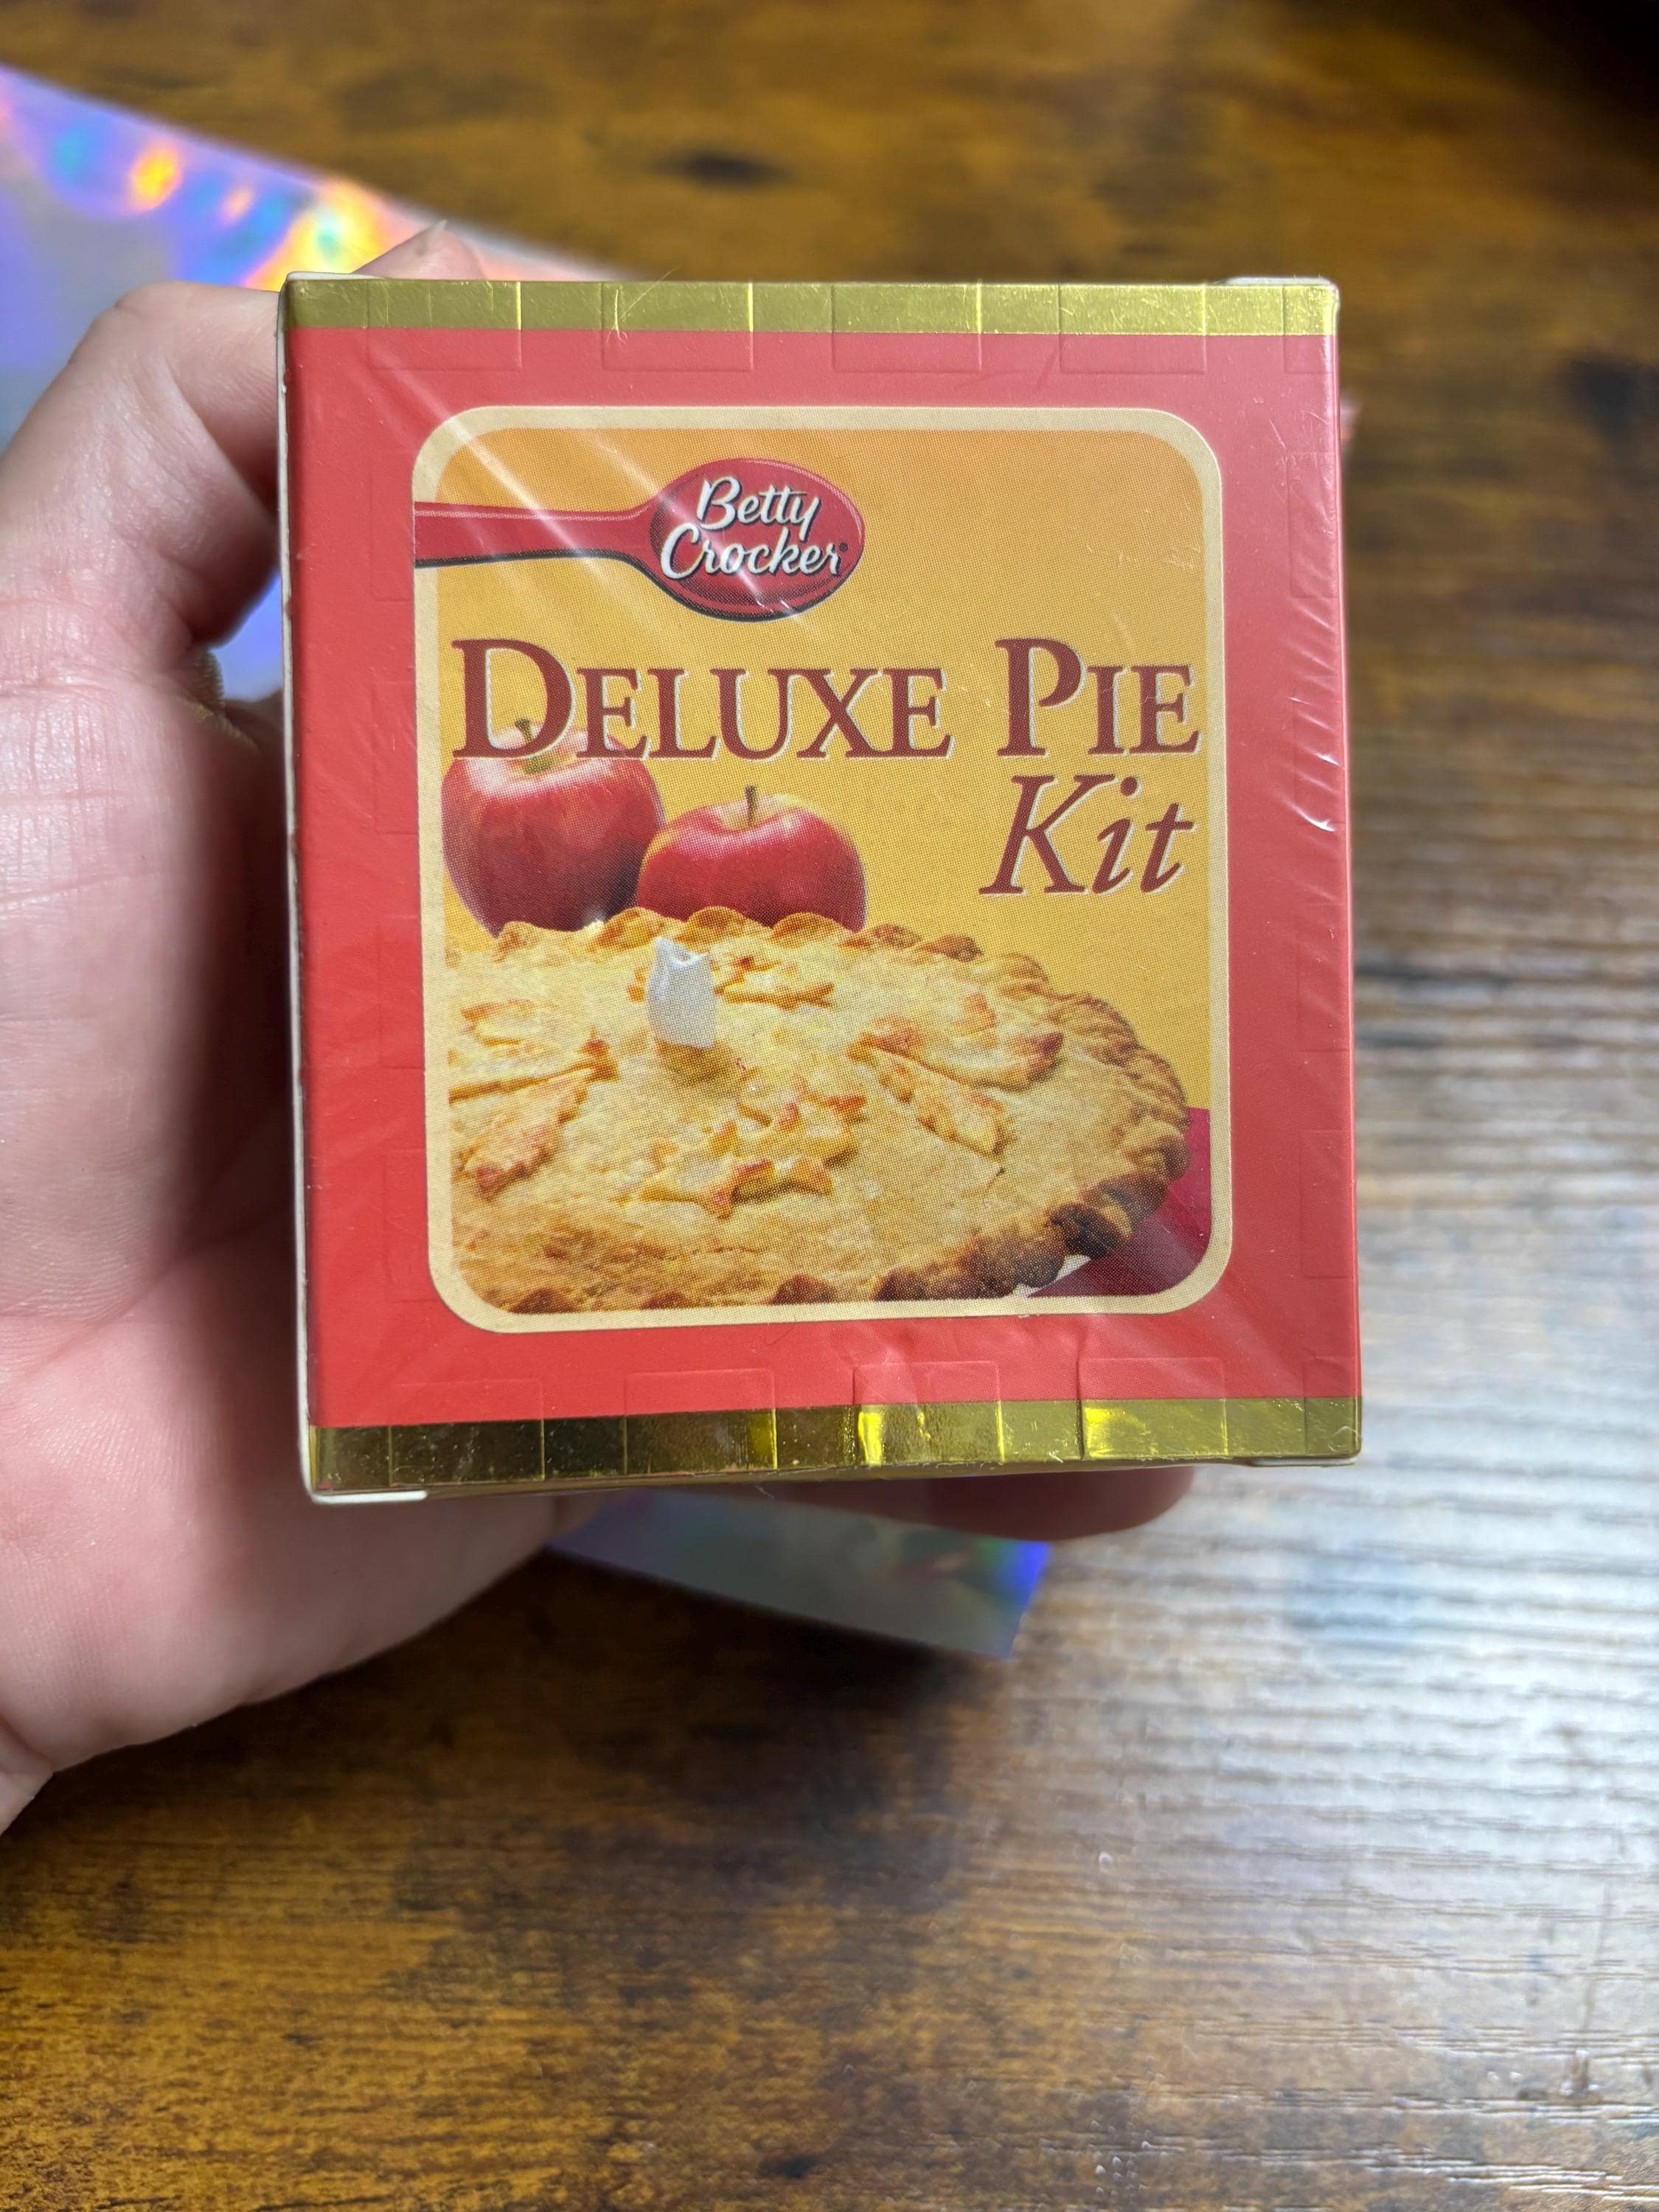 Betty
Crocker®
DELUXE PIE
Kit